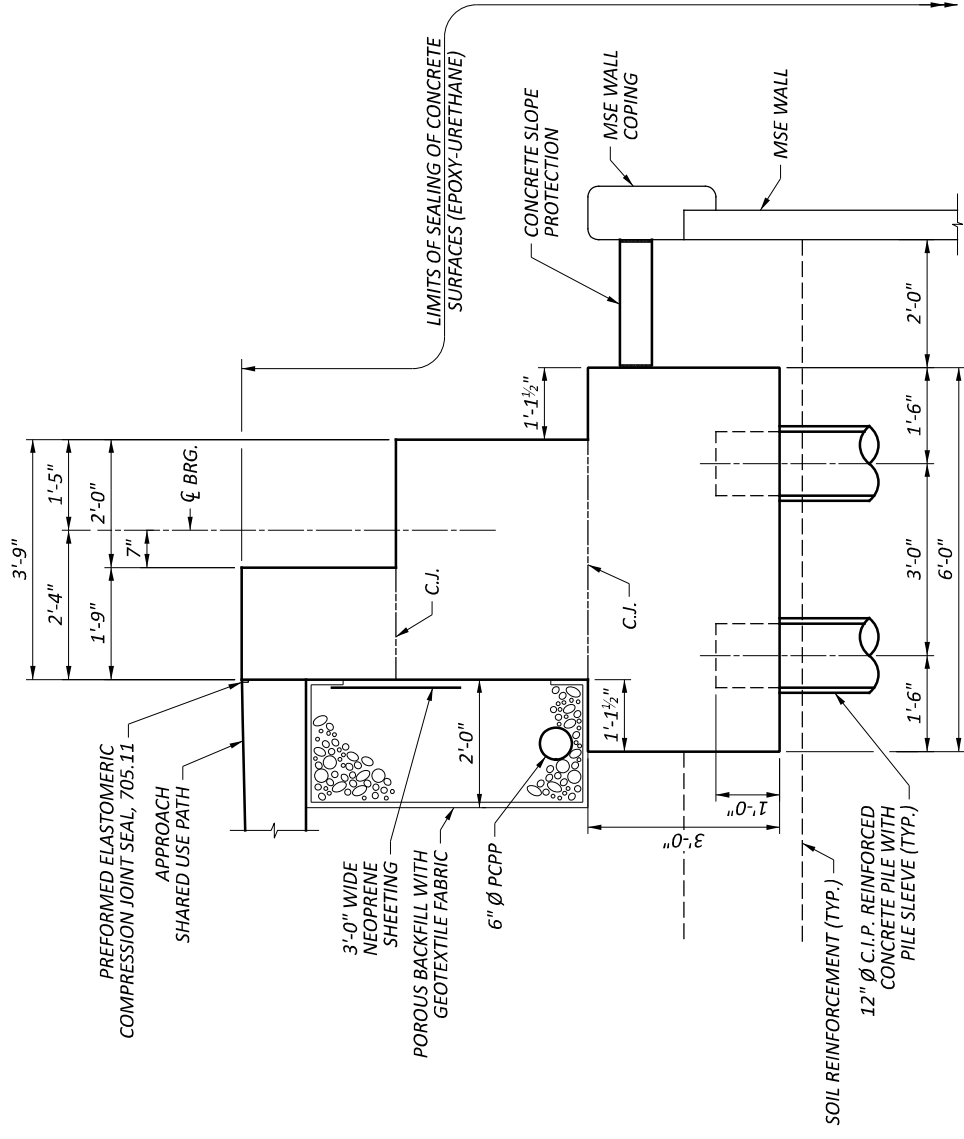 3'-9"
2'-4"
1'-5"
1'-9"
2'-0"
7"
℄ BRG.
LIMITS OF SEALING OF CONCRETE
SURFACES (EPOXY-URETHANE)
PREFORMED ELASTOMERIC
COMPRESSION JOINT SEAL, 705.11
APPROACH
SHARED USE PATH
3'-0" WIDE
NEOPRENE
SHEETING
POROUS BACKFILL WITH
GEOTEXTILE FABRIC
6" Ø PCPP
2'-0"
C.J.
C.J.
1'-1½"
1'-1½"
CONCRETE SLOPE
PROTECTION
MSE WALL
COPING
MSE WALL
3'-0"
1'-0"
SOIL REINFORCEMENT (TYP.)
12" Ø C.I.P. REINFORCED
CONCRETE PILE WITH
PILE SLEEVE (TYP.)
1'-6"
3'-0"
1'-6"
2'-0"
6'-0"